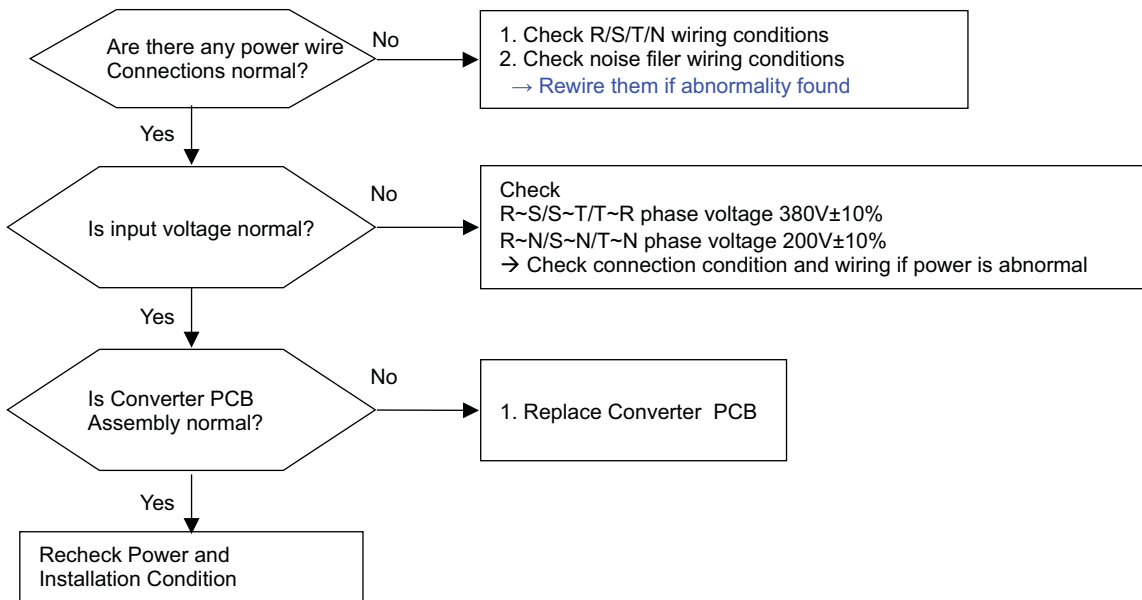 Are there any power wire
Connections normal?
No
1. Check R/S/T/N wiring conditions
2. Check noise filer wiring conditions
→ Rewire them if abnormality found
Yes
Is input voltage normal?
No
Check
R~S/S~T/T~R phase voltage 380V±10%
R~N/S~N/T~N phase voltage 200V±10%
→ Check connection condition and wiring if power is abnormal
Yes
Is Converter PCB
Assembly normal?
No
1. Replace Converter PCB
Yes
Recheck Power and
Installation Condition